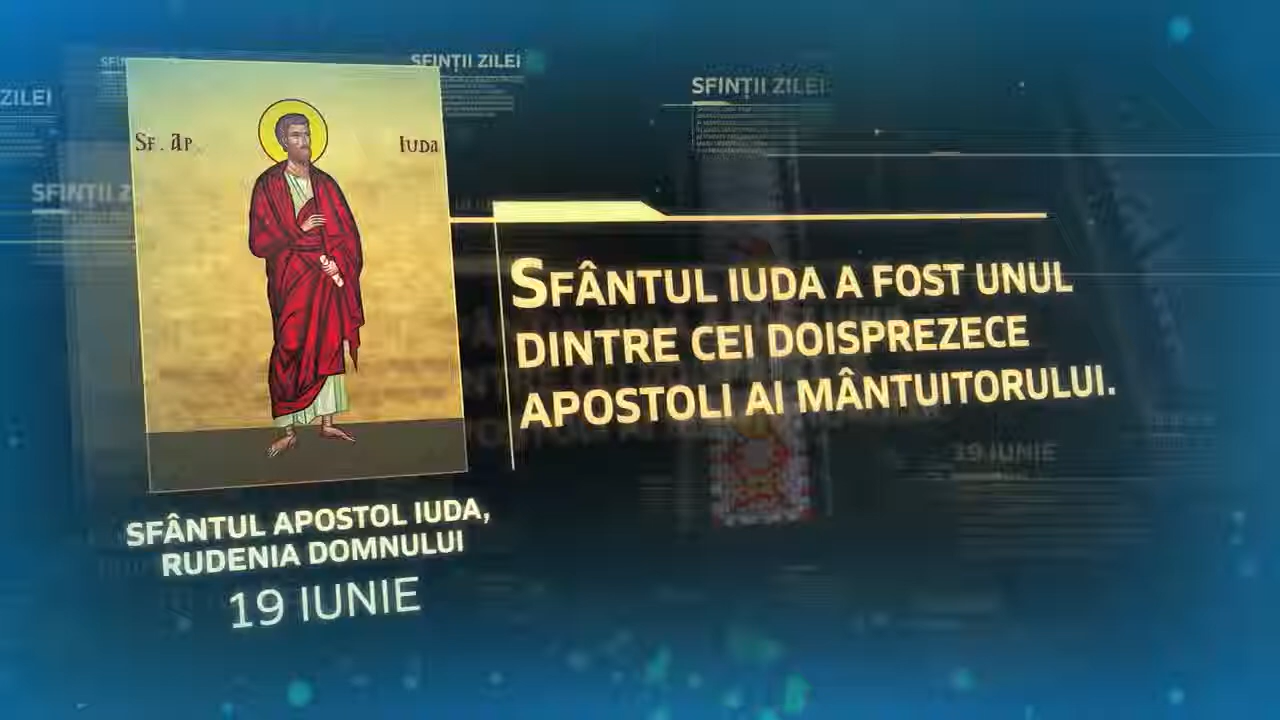 SFINȚII ZILEI
SFINȚII ZILEI
ZILEI
SFINȚII Z
SF. AP
IUDA
SFÂNTUL IUDA A FOST UNUL
DINTRE CEI DOISPREZECE
APOSTOLI AI MÂNTUITORULUI.
19 IUNIE
SFÂNTUL APOSTOL IUDA,
RUDENIA DOMNULUI
19 IUNIE